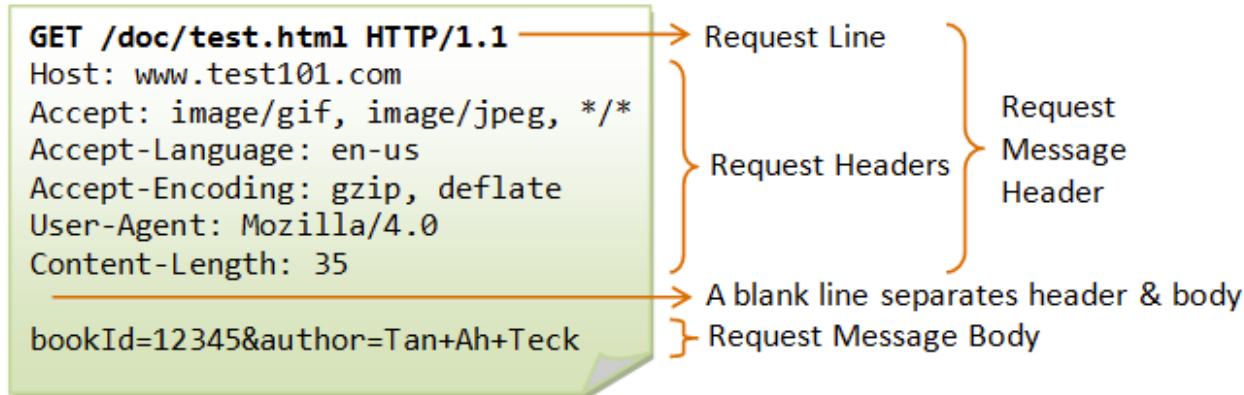 GET /doc/test.html HTTP/1.1
Host: www.test101.com
Accept: image/gif, image/jpeg, */*
Accept-Language: en-us
Accept-Encoding: gzip, deflate
User-Agent: Mozilla/4.0
Content-Length: 35
bookId=12345&author=Tan+Ah+Teck
Request Line
Request Headers
Request
Message
Header
A blank line separates header & body
Request Message Body